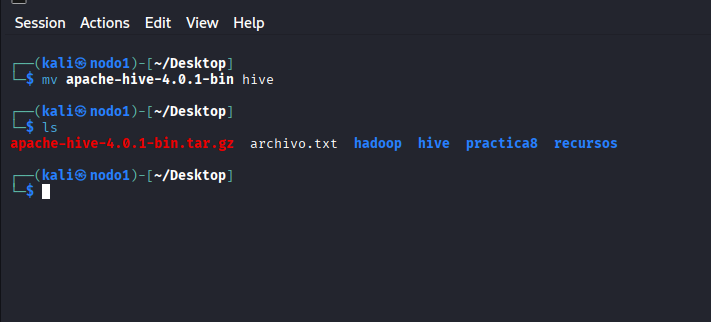 Session Actions Edit View Help
┌──(kali㉿nodo1)-[~/Desktop]
└─$ mv apache-hive-4.0.1-bin hive
┌──(kali㉿nodo1)-[~/Desktop]
└─$ ls
apache-hive-4.0.1-bin.tar.gz archivo.txt hadoop hive practica8 recursos
┌──(kali㉿nodo1)-[~/Desktop]
└─$